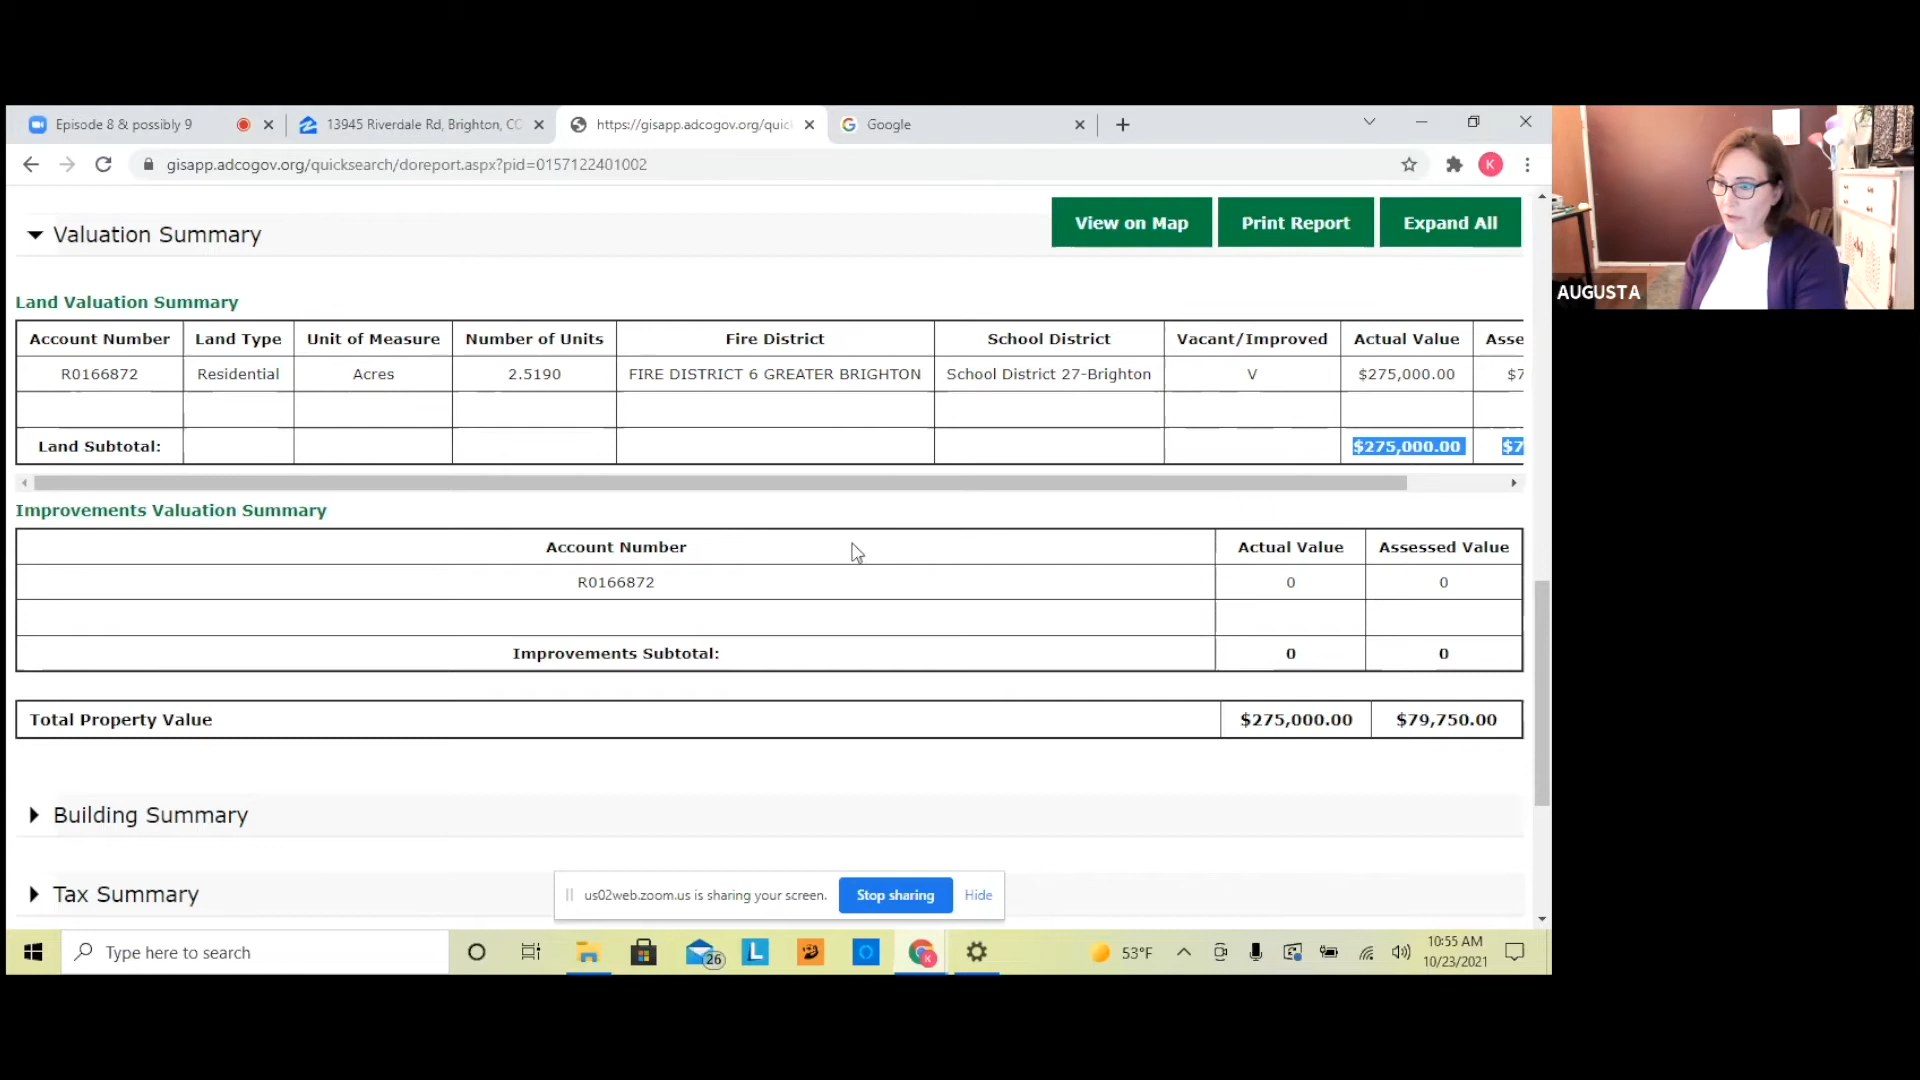 Episode 8 & possibly 9
13945 Riverdale Rd, Brighton, CO
https://gisapp.adcogov.org/quic
Google
gisapp.adcogov.org/quicksearch/doreport.aspx?pid=0157122401002
K
Valuation Summary
View on Map
Print Report
Expand All
AUGUSTA
Land Valuation Summary
Account Number Land Type Unit of Measure Number of Units Fire District School District Vacant/Improved Actual Value Asse
R0166872 Residential Acres 2.5190 FIRE DISTRICT 6 GREATER BRIGHTON School District 27-Brighton V $275,000.00 $7
Land Subtotal: $275,000.00 $7
Improvements Valuation Summary
Account Number Actual Value Assessed Value
R0166872 0 0
Improvements Subtotal: 0 0
Total Property Value $275,000.00 $79,750.00
Building Summary
Tax Summary
us02web.zoom.us is sharing your screen. Stop sharing Hide
Type here to search
26
L
K
53°F
10:55 AM
10/23/2021